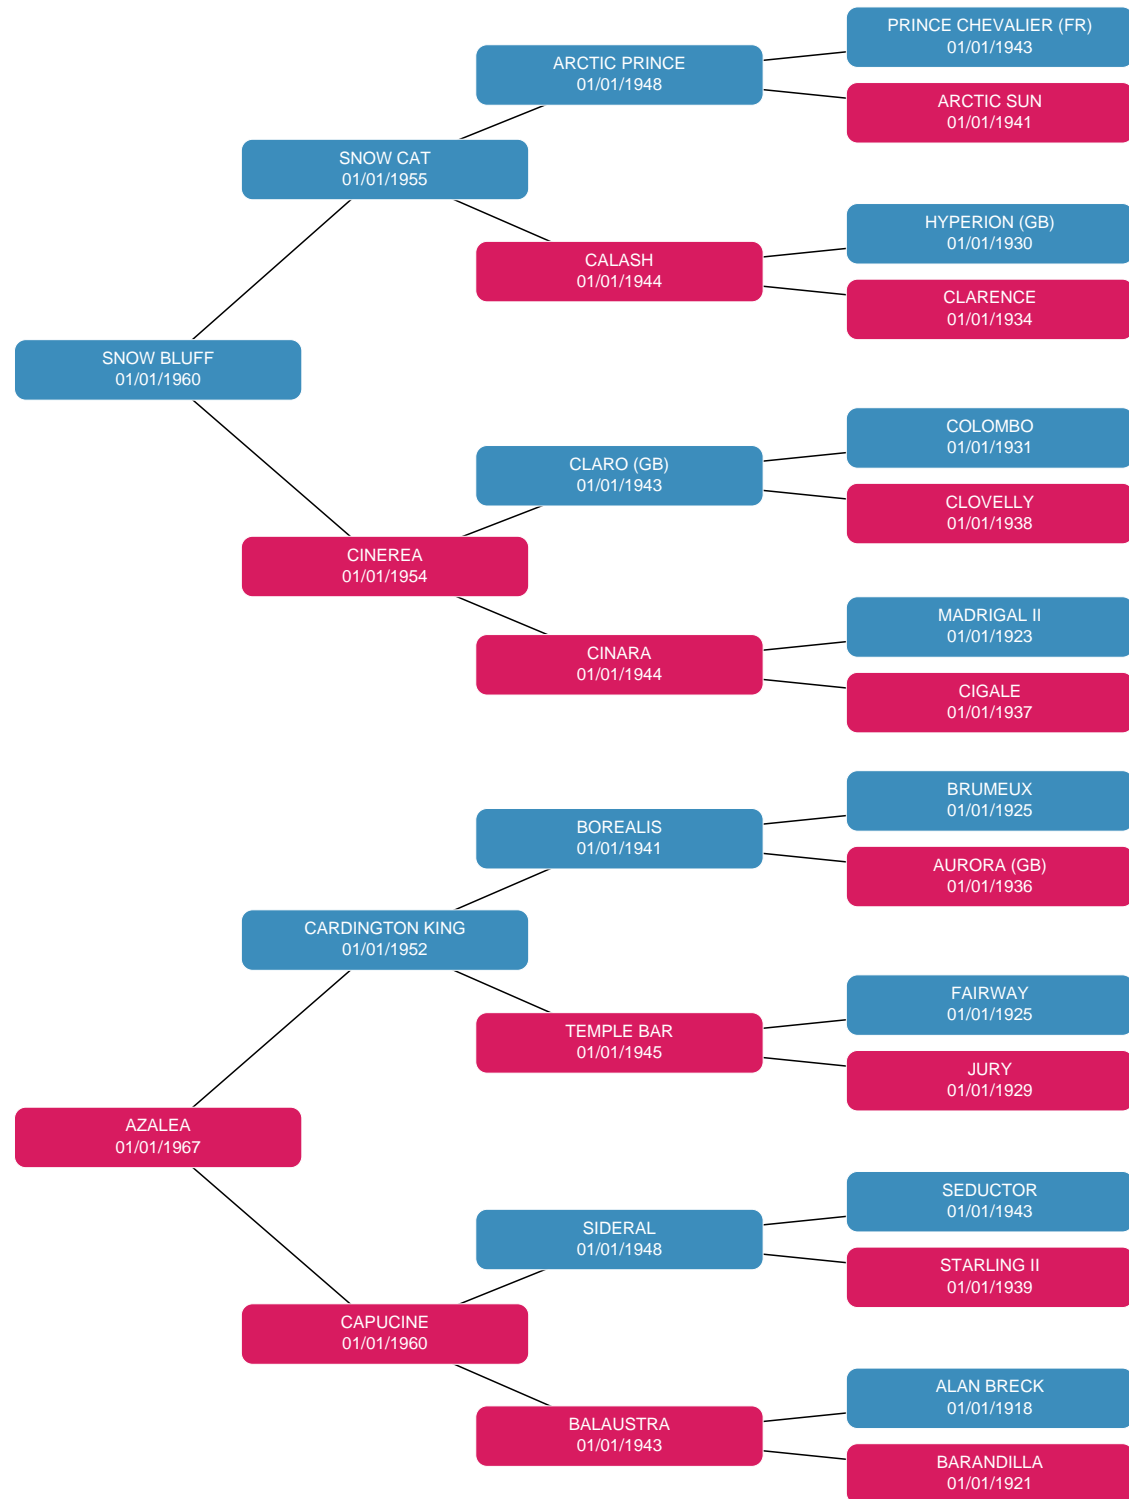 PRINCE CHEVALIER (FR)
01/01/1943
ARCTIC PRINCE
01/01/1948
ARCTIC SUN
01/01/1941
SNOW CAT
01/01/1955
HYPERION (GB)
01/01/1930
CALASH
01/01/1944
CLARENCE
01/01/1934
SNOW BLUFF
01/01/1960
COLOMBO
01/01/1931
CLARO (GB)
01/01/1943
CLOVELLY
01/01/1938
CINEREA
01/01/1954
MADRIGAL II
01/01/1923
CINARA
01/01/1944
CIGALE
01/01/1937
BRUMEUX
01/01/1925
BOREALIS
01/01/1941
AURORA (GB)
01/01/1936
CARDINGTON KING
01/01/1952
FAIRWAY
01/01/1925
TEMPLE BAR
01/01/1945
JURY
01/01/1929
AZALEA
01/01/1967
SEDUCTOR
01/01/1943
SIDERAL
01/01/1948
STARLING II
01/01/1939
CAPUCINE
01/01/1960
ALAN BRECK
01/01/1918
BALAUSTRA
01/01/1943
BARANDILLA
01/01/1921